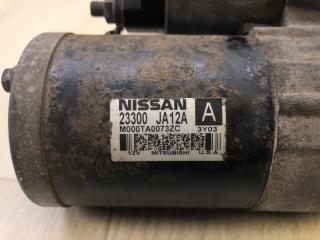 NISSAN A
23300 JA12A
M000TA0073ZC 3Y03
12V MITSUBISHI U.S.A